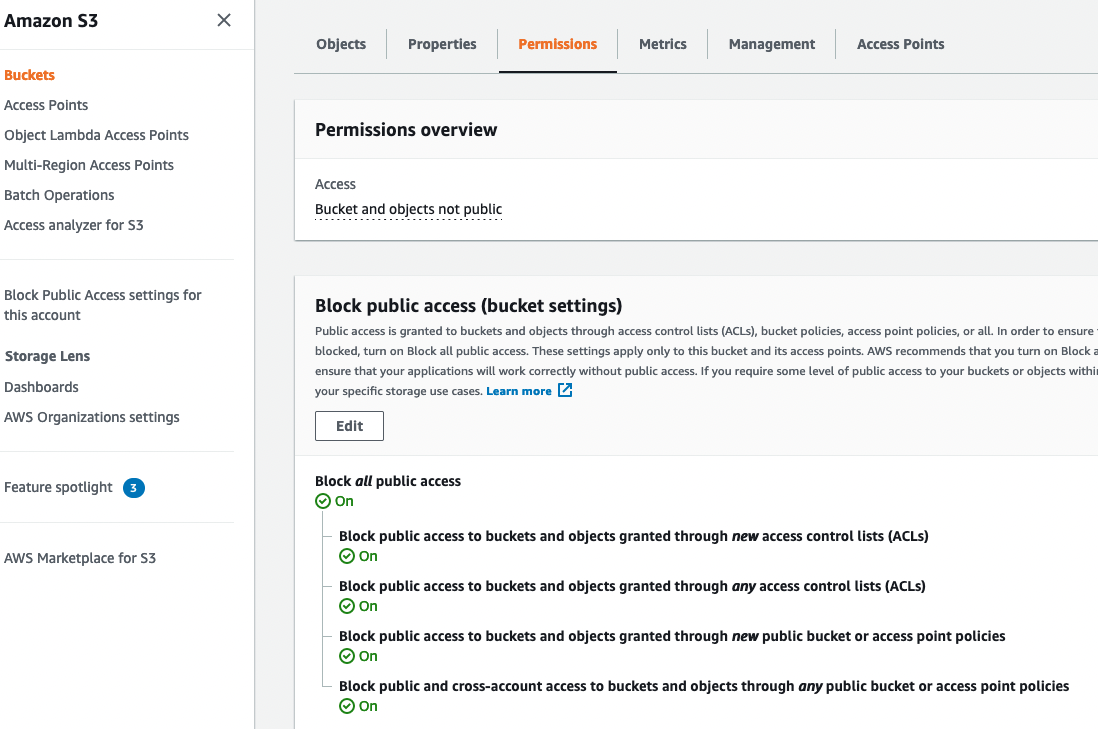 Amazon S3
Buckets
Access Points
Object Lambda Access Points
Multi-Region Access Points
Batch Operations
Access analyzer for S3
Block Public Access settings for
this account
Storage Lens
Dashboards
AWS Organizations settings
Feature spotlight 3
AWS Marketplace for S3
Objects Properties Permissions Metrics Management Access Points
Permissions overview
Access
Bucket and objects not public
Block public access (bucket settings)
Public access is granted to buckets and objects through access control lists (ACLs), bucket policies, access point policies, or all. In order to ensure
blocked, turn on Block all public access. These settings apply only to this bucket and its access points. AWS recommends that you turn on Block
ensure that your applications will work correctly without public access. If you require some level of public access to your buckets or objects
your specific storage use cases. Learn more
Edit
Block all public access
On
Block public access to buckets and objects granted through new access control lists (ACLs)
On
Block public access to buckets and objects granted through any access control lists (ACLs)
On
Block public access to buckets and objects granted through new public bucket or access point policies
On
Block public and cross-account access to buckets and objects through any public bucket or access point policies
On